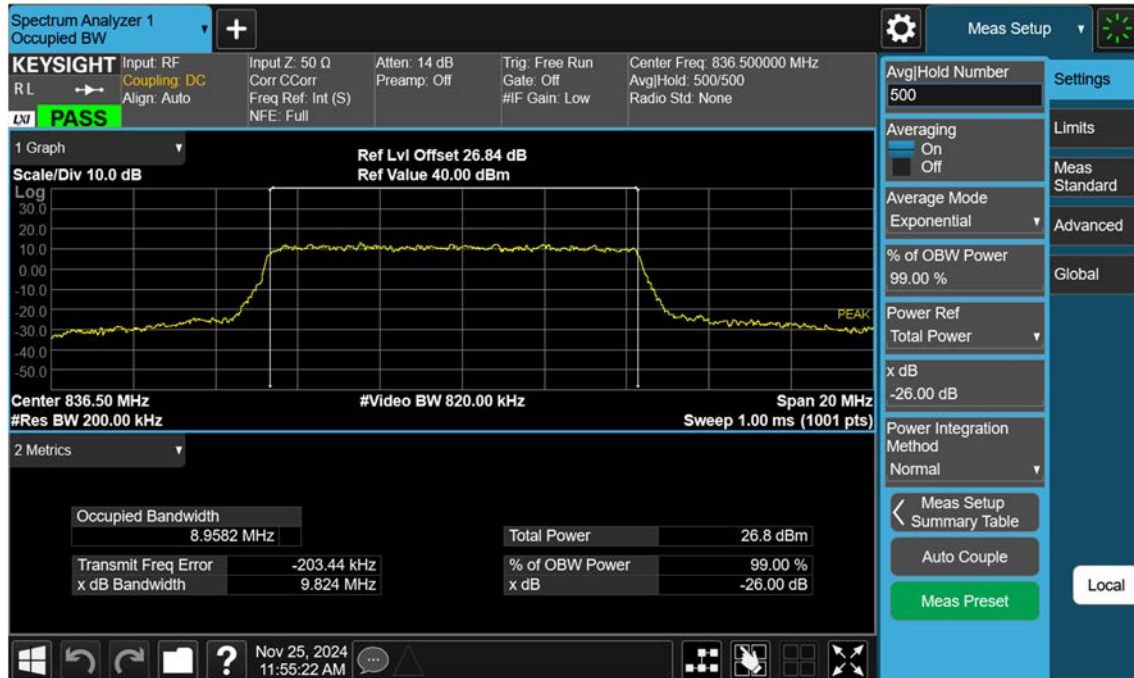 Spectrum Analyzer 1
Occupied BW
Meas Setup
KEYSIGHT
R L
LXI PASS
Input: RF
Coupling: DC
Align: Auto
Input Z: 50 Ω
Corr CCorr
Freq Ref: Int (S)
NFE: Full
Atten: 14 dB
Preamp: Off
Trig: Free Run
Gate: Off
#IF Gain: Low
Center Freq: 836.500000 MHz
Avg|Hold: 500/500
Radio Std: None
1 Graph
Scale/Div 10.0 dB
Ref Lvl Offset 26.84 dB
Ref Value 40.00 dBm
Log
30.0
20.0
10.0
0.00
-10.0
-20.0
-30.0
-40.0
-50.0
PEAK
Center 836.50 MHz
#Video BW 820.00 kHz
Span 20 MHz
#Res BW 200.00 kHz
Sweep 1.00 ms (1001 pts)
2 Metrics
Occupied Bandwidth
8.9582 MHz
Transmit Freq Error -203.44 kHz
x dB Bandwidth 9.824 MHz
Total Power 26.8 dBm
% of OBW Power 99.00 %
x dB -26.00 dB
Avg|Hold Number
500
Averaging
On
Off
Average Mode
Exponential
% of OBW Power
99.00 %
Power Ref
Total Power
x dB
-26.00 dB
Power Integration
Method
Normal
Meas Setup
Summary Table
Auto Couple
Meas Preset
Settings
Limits
Meas
Standard
Advanced
Global
Local
?
Nov 25, 2024
11:55:22 AM